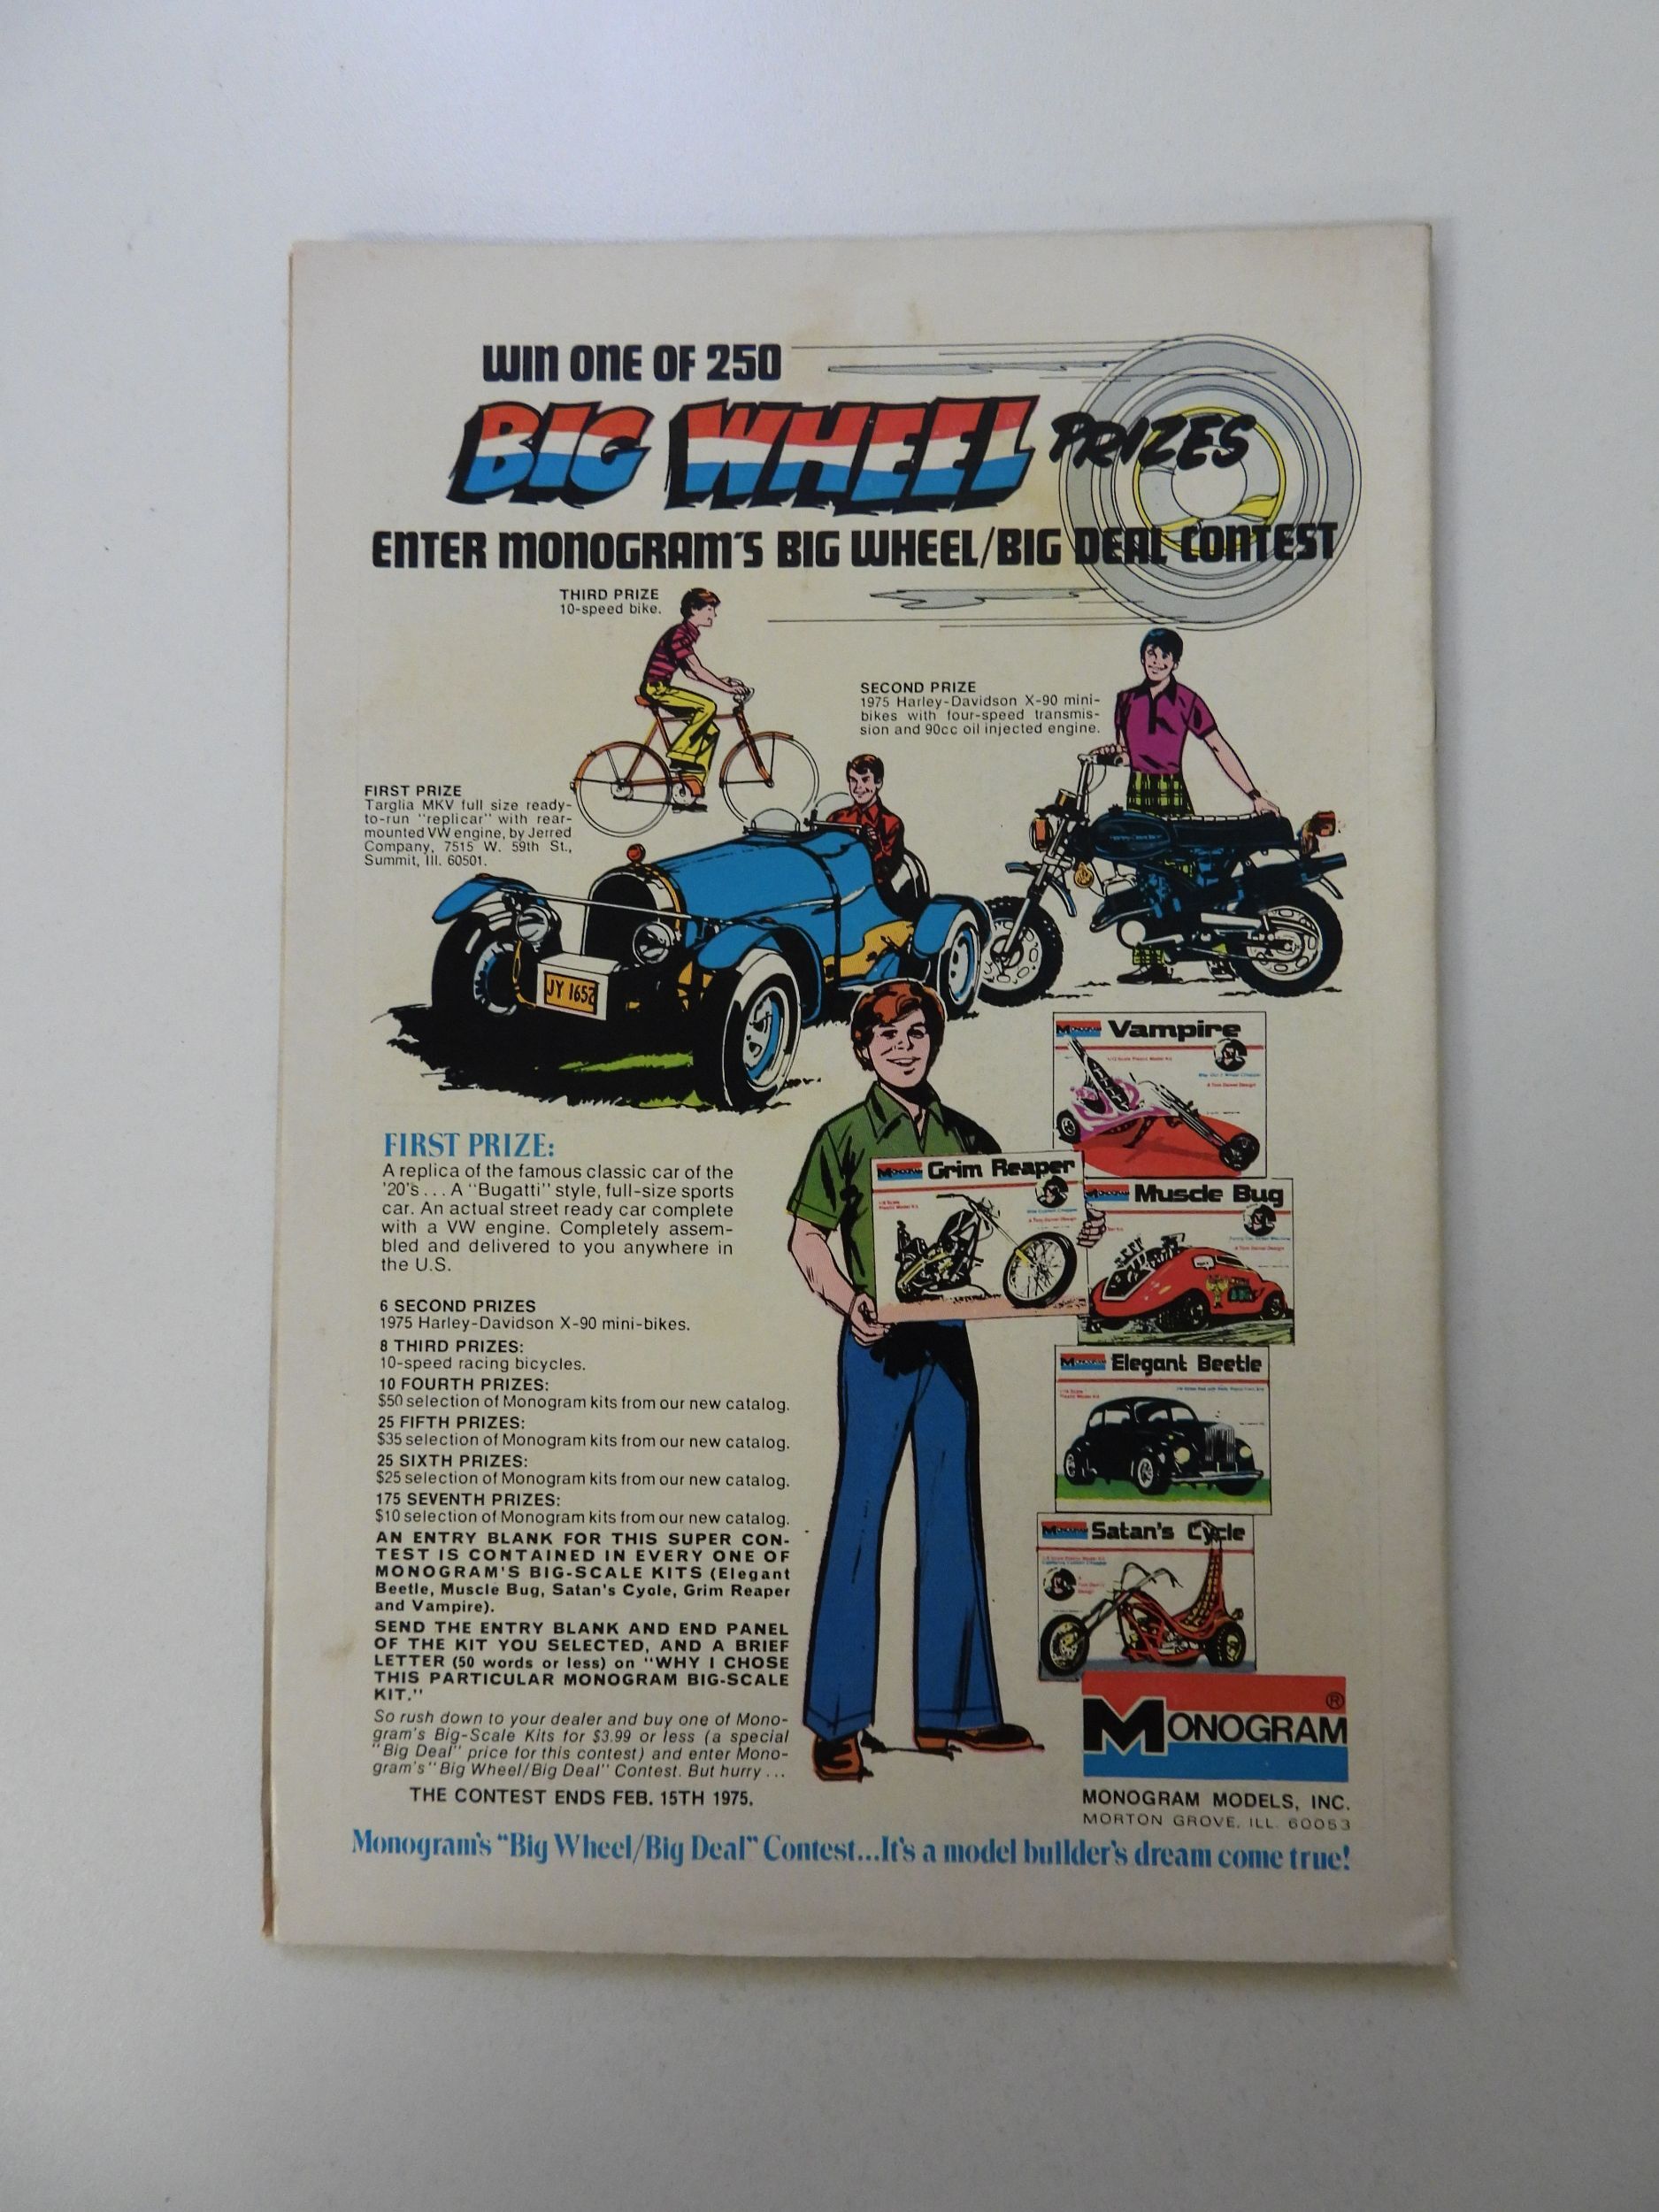 WIN ONE OF 250
BIG WHEEL PRIZES
ENTER MONOGRAM'S BIG WHEEL/BIG DEAL CONTEST
THIRD PRIZE
10-speed bike.
SECOND PRIZE
1975 Harley-Davidson X-90 mini-
bikes with four-speed transmis-
sion and 90cc oil injected engine.
FIRST PRIZE
Targlia MKV full size ready-
to-run "replicar" with rear-
mounted VW engine, by Jerred
Company, 7515 W. 59th St.,
Summit, Ill. 60501.
JY 1652
FIRST PRIZE:
A replica of the famous classic car of the
'20's ... A "Bugatti" style, full-size sports
car. An actual street ready car complete
with a VW engine. Completely assem-
bled and delivered to you anywhere in
the U.S.
6 SECOND PRIZES
1975 Harley-Davidson X-90 mini-bikes.
8 THIRD PRIZES:
10-speed racing bicycles.
10 FOURTH PRIZES:
$50 selection of Monogram kits from our new catalog.
25 FIFTH PRIZES:
$35 selection of Monogram kits from our new catalog.
25 SIXTH PRIZES:
$25 selection of Monogram kits from our new catalog.
175 SEVENTH PRIZES:
$10 selection of Monogram kits from our new catalog.
AN ENTRY BLANK FOR THIS SUPER CON-
TEST IS CONTAINED IN EVERY ONE OF
MONOGRAM'S BIG-SCALE KITS (Elegant
Beetle, Muscle Bug, Satan's Cycle, Grim Reaper
and Vampire).
SEND THE ENTRY BLANK AND END PANEL
OF THE KIT YOU SELECTED, AND A BRIEF
LETTER (50 words or less) on "WHY I CHOSE
THIS PARTICULAR MONOGRAM BIG-SCALE
KIT."
So rush down to your dealer and buy one of Mono-
gram's Big-Scale Kits for $3.99 or less (a special
"Big Deal" price for this contest) and enter Mono-
gram's "Big Wheel/Big Deal" Contest. But hurry ...
THE CONTEST ENDS FEB. 15TH 1975.
MONOGRAM Vampire
MONOGRAM Grim Reaper
MONOGRAM Muscle Bug
MONOGRAM Elegant Beetle
MONOGRAM Satan's Cycle
MONOGRAM ®
MONOGRAM MODELS, INC.
MORTON GROVE, ILL. 60053
Monogram's "Big Wheel/Big Deal" Contest...It's a model builder's dream come true!